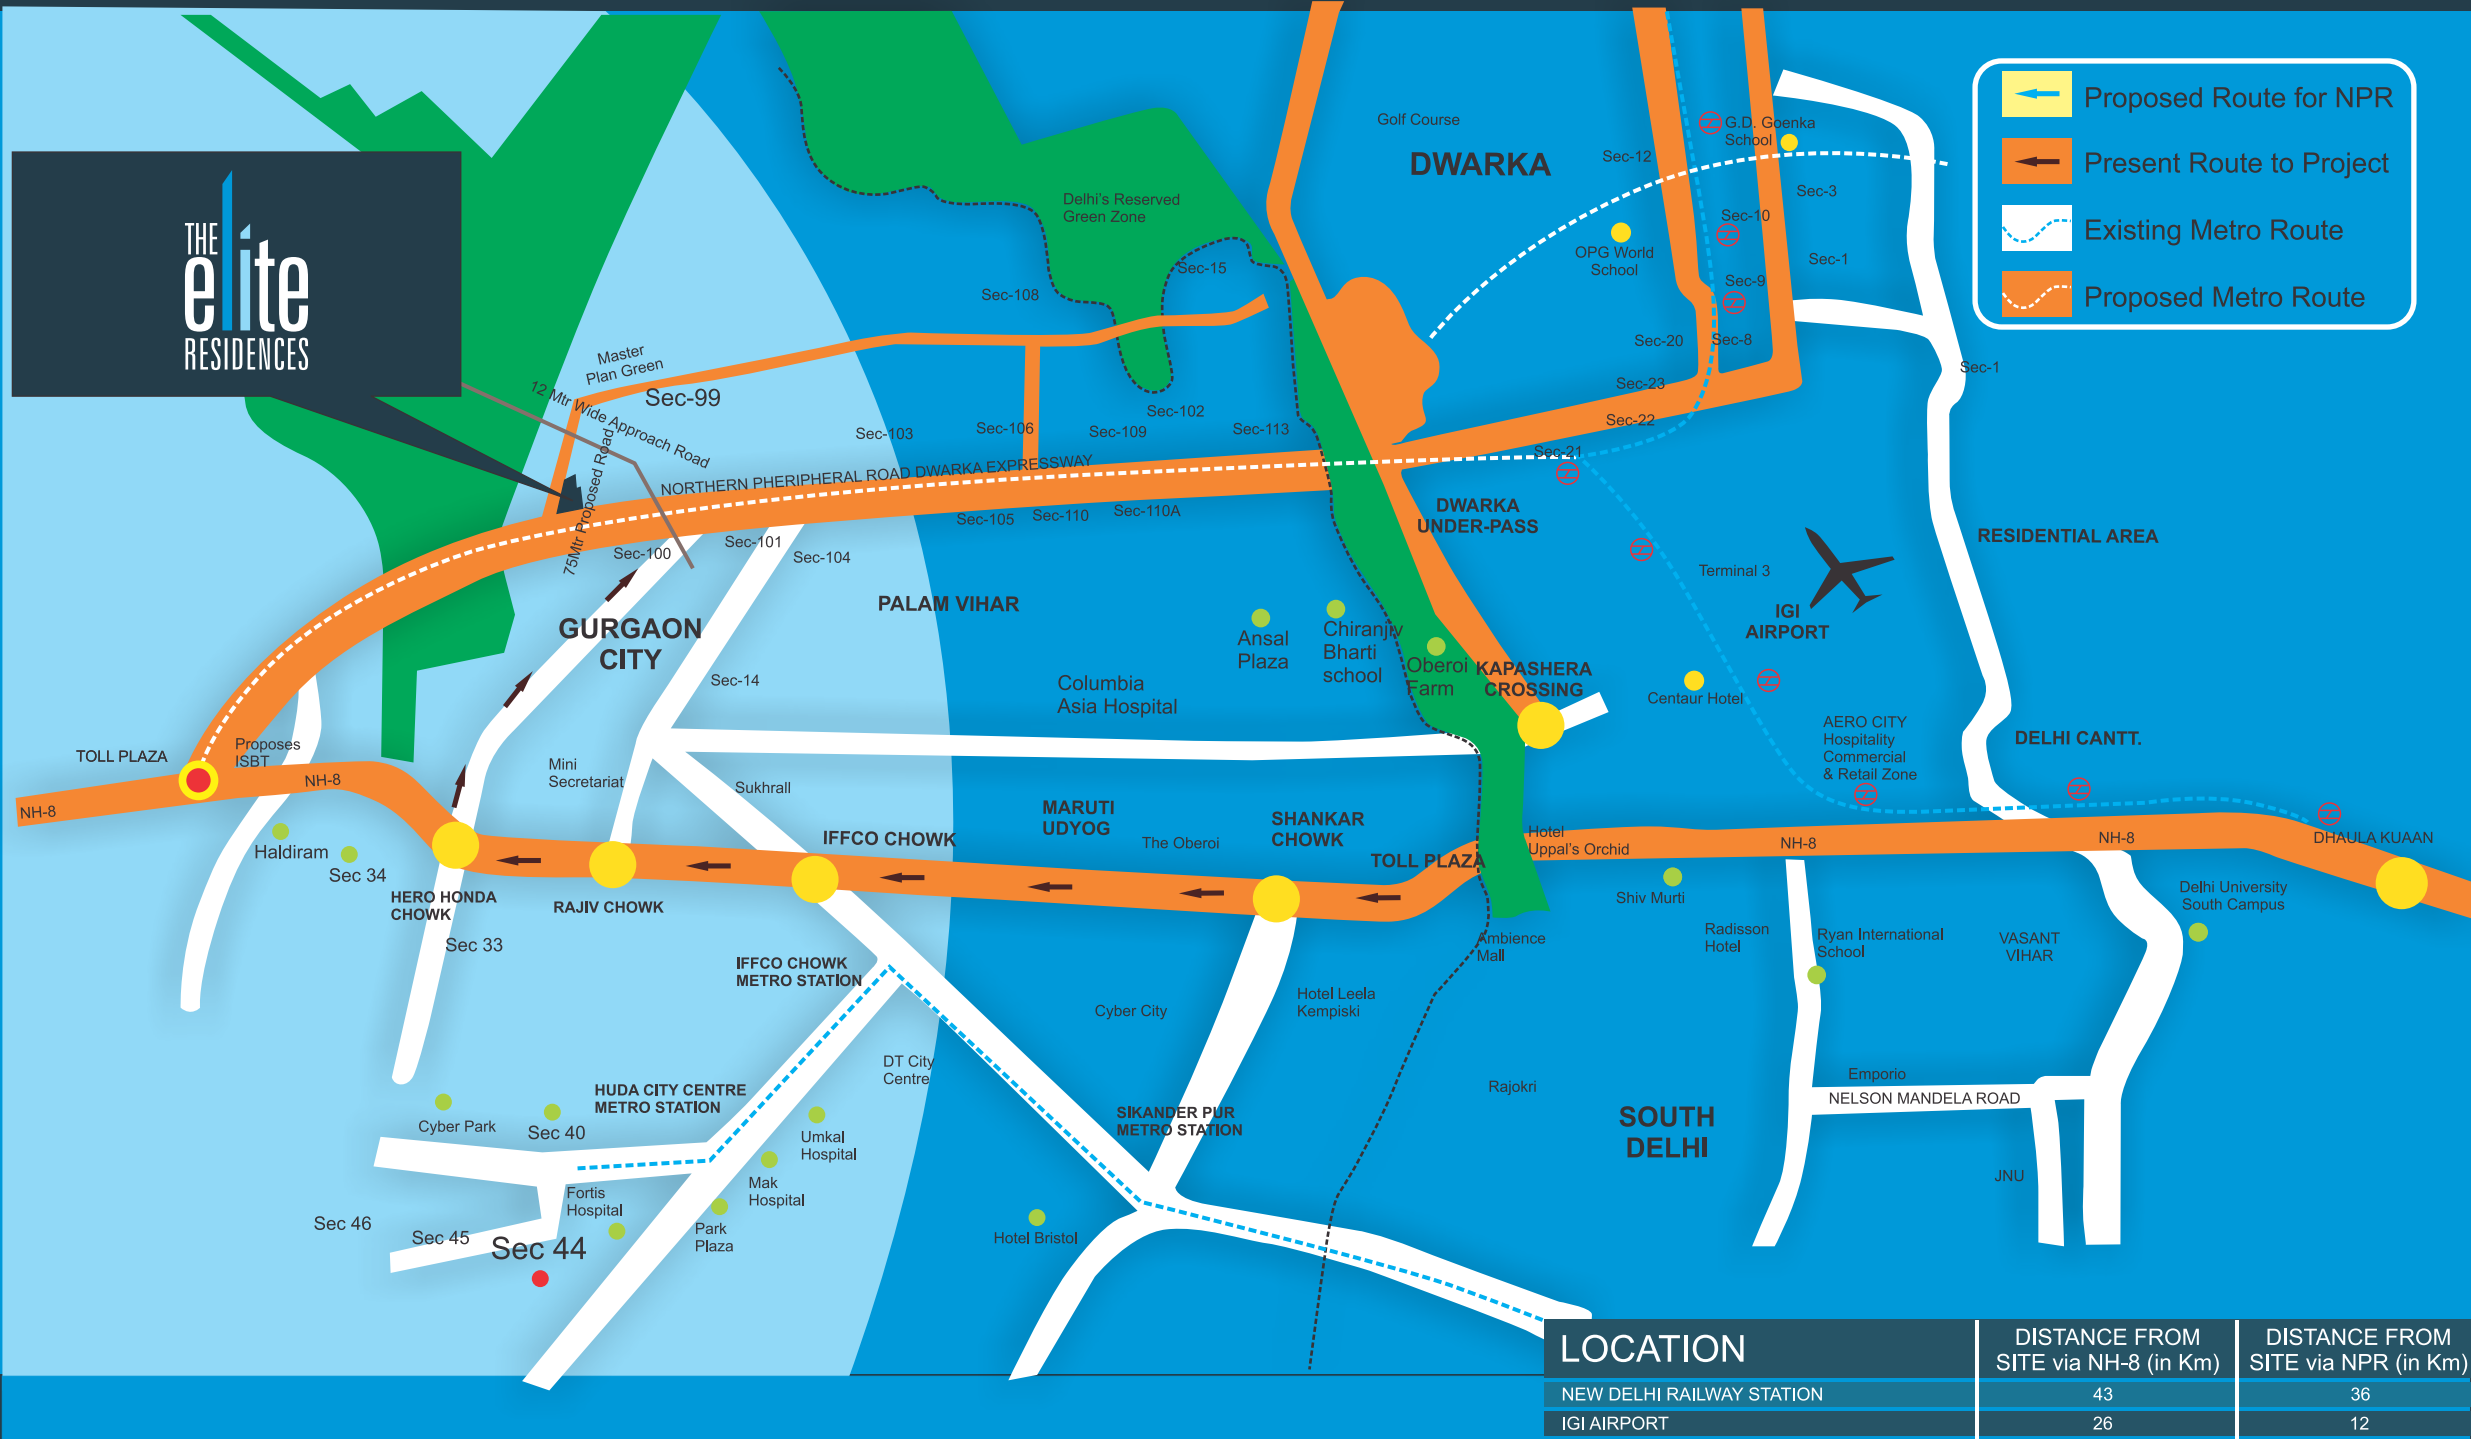 THE
elite
RESIDENCES
Proposed Route for NPR
Present Route to Project
Existing Metro Route
Proposed Metro Route
Golf Course
DWARKA
G.D. Goenka
School
Sec-12
Sec-3
Delhi's Reserved
Green Zone
Sec-10
OPG World
School
Sec-1
Sec-15
Sec-9
Sec-108
Sec-20
Sec-8
Master
Plan Green
Sec-1
Sec-23
12 Mtr Wide Approach Road
Sec-99
Sec-102
Sec-22
Sec-103
Sec-106
Sec-109
Sec-113
Sec-21
75Mtr Proposed Road
NORTHERN PHERIPHERAL ROAD DWARKA EXPRESSWAY
DWARKA
UNDER-PASS
Sec-105
Sec-110
Sec-110A
RESIDENTIAL AREA
Sec-100
Sec-101
Sec-104
Terminal 3
PALAM VIHAR
IGI
AIRPORT
GURGAON
CITY
Ansal
Plaza
Chiranjiv
Bharti
school
Oberoi
Farm
KAPASHERA
CROSSING
Sec-14
Columbia
Asia Hospital
Centaur Hotel
AERO CITY
Hospitality
Commercial
& Retail Zone
DELHI CANTT.
TOLL PLAZA
Proposes
ISBT
Mini
Secretariat
Sukhrall
NH-8
NH-8
MARUTI
UDYOG
The Oberoi
SHANKAR
CHOWK
IFFCO CHOWK
TOLL PLAZA
Hotel
Uppal's Orchid
NH-8
NH-8
DHAULA KUAAN
Haldiram
Sec 34
HERO HONDA
CHOWK
RAJIV CHOWK
Shiv Murti
Delhi University
South Campus
Sec 33
Ambience
Mall
Radisson
Hotel
Ryan International
School
VASANT
VIHAR
IFFCO CHOWK
METRO STATION
Cyber City
Hotel Leela
Kempiski
DT City
Centre
HUDA CITY CENTRE
METRO STATION
Rajokri
Emporio
NELSON MANDELA ROAD
Cyber Park
Sec 40
Umkal
Hospital
SIKANDER PUR
METRO STATION
SOUTH
DELHI
Mak
Hospital
JNU
Fortis
Hospital
Sec 46
Sec 45
Sec 44
Park
Plaza
Hotel Bristol
LOCATION
DISTANCE FROM
SITE via NH-8 (in Km)
DISTANCE FROM
SITE via NPR (in Km)
NEW DELHI RAILWAY STATION 43 36
IGI AIRPORT 26 12